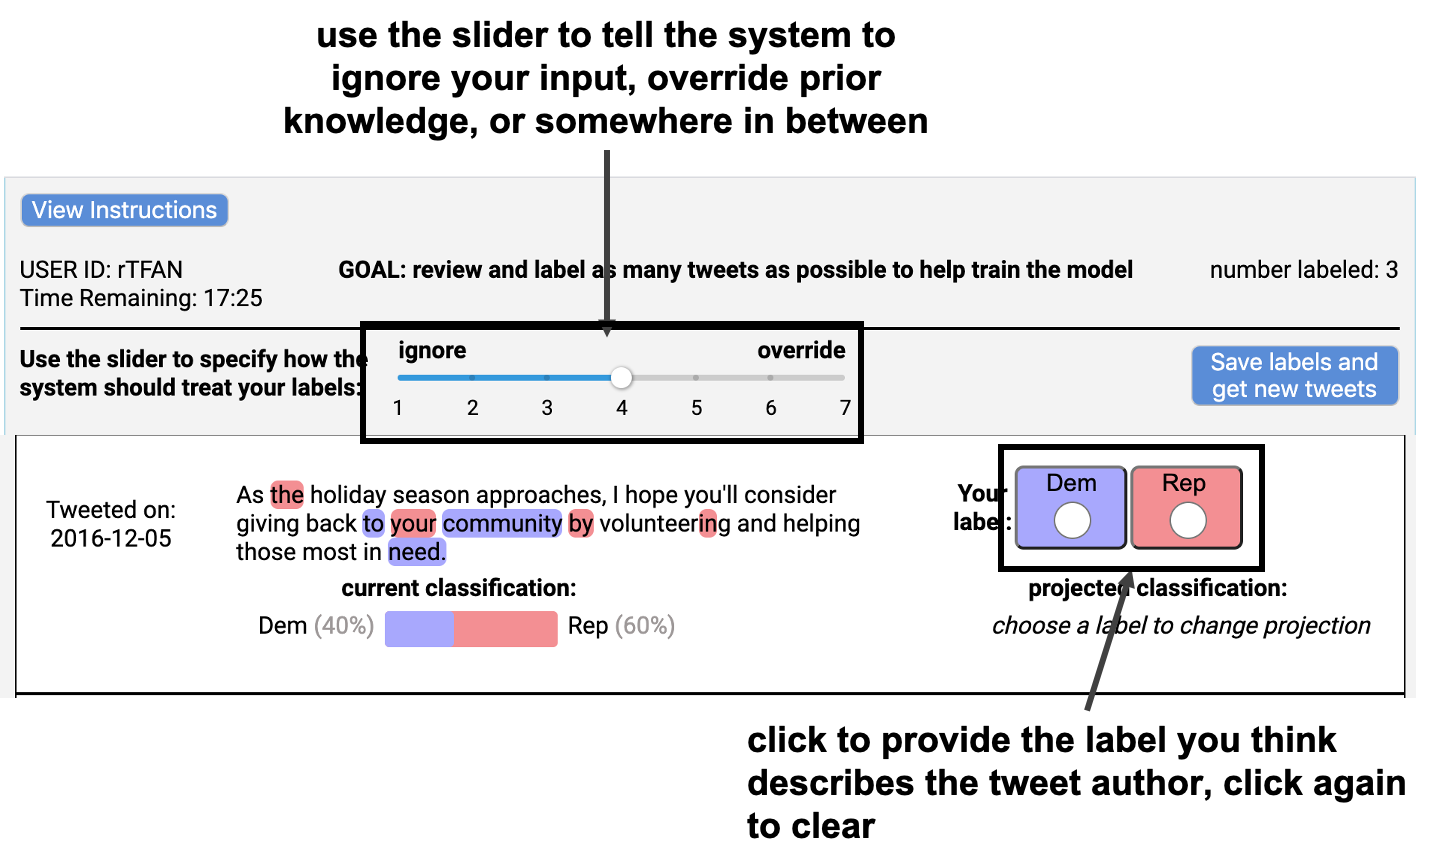 use the slider to tell the system to
ignore your input, override prior
knowledge, or somewhere in between
View Instructions
USER ID: rTFAN
GOAL: review and label as many tweets as possible to help train the model
number labeled: 3
Time Remaining: 17:25
Use the slider to specify how the
system should treat your labels:
ignore
override
1 2 3 4 5 6 7
Save labels and
get new tweets
Tweeted on:
2016-12-05
As the holiday season approaches, I hope you'll consider
giving back to your community by volunteering and helping
those most in need.
current classification:
Dem (40%)
Rep (60%)
Your
label:
Dem
Rep
projected classification:
choose a label to change projection
click to provide the label you think
describes the tweet author, click again
to clear